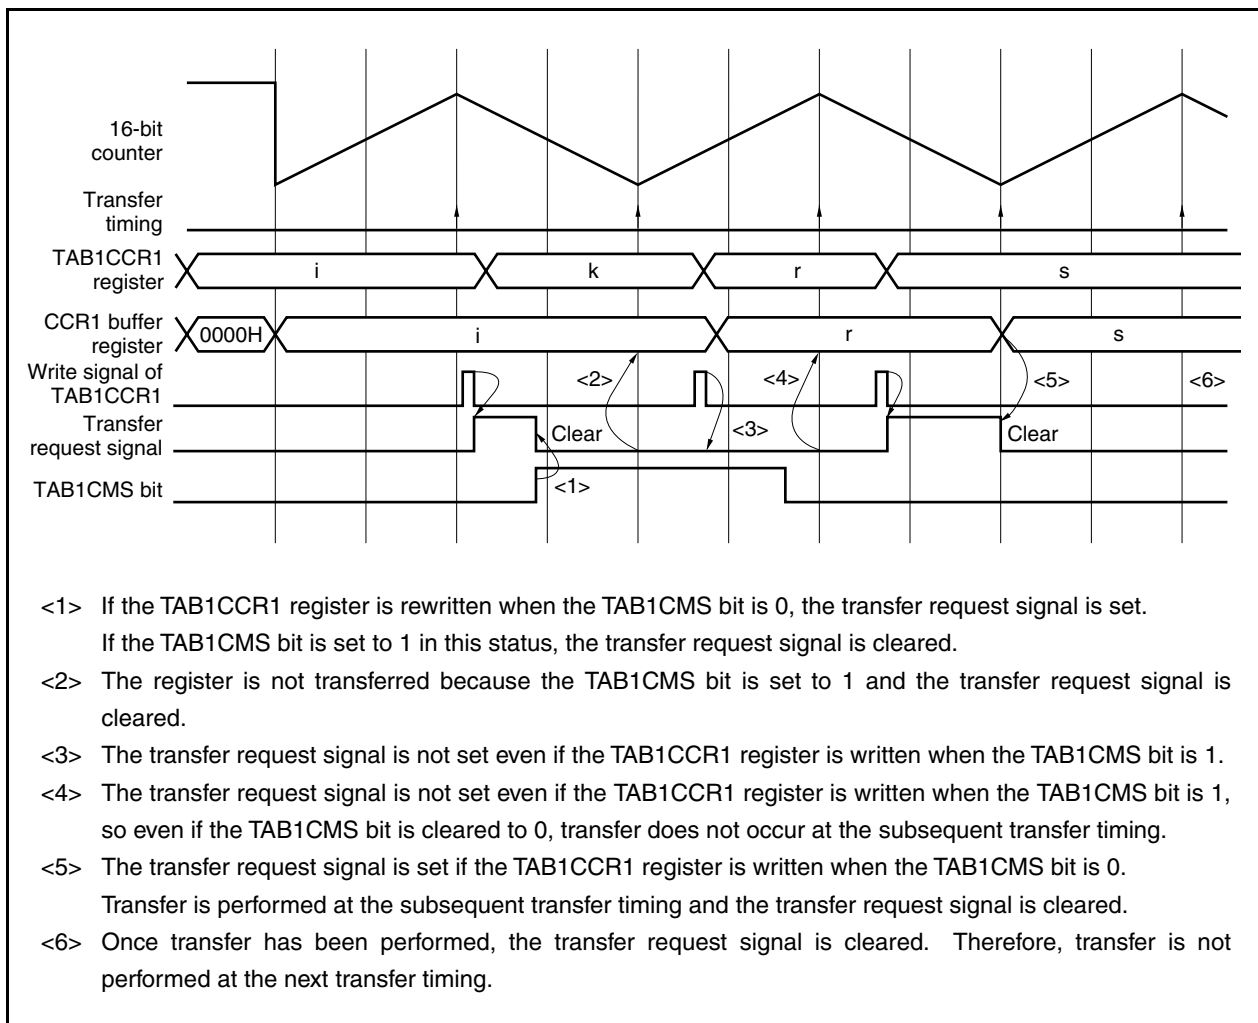 16-bit
counter
Transfer
timing
TAB1CCR1
register
i k r s
CCR1 buffer
register
0000H i r s
Write signal of
TAB1CCR1
<2> <4> <5> <6>
Transfer
request signal
Clear <3> Clear
TAB1CMS bit
<1>
<1> If the TAB1CCR1 register is rewritten when the TAB1CMS bit is 0, the transfer request signal is set.
If the TAB1CMS bit is set to 1 in this status, the transfer request signal is cleared.
<2> The register is not transferred because the TAB1CMS bit is set to 1 and the transfer request signal is
cleared.
<3> The transfer request signal is not set even if the TAB1CCR1 register is written when the TAB1CMS bit is 1.
<4> The transfer request signal is not set even if the TAB1CCR1 register is written when the TAB1CMS bit is 1,
so even if the TAB1CMS bit is cleared to 0, transfer does not occur at the subsequent transfer timing.
<5> The transfer request signal is set if the TAB1CCR1 register is written when the TAB1CMS bit is 0.
Transfer is performed at the subsequent transfer timing and the transfer request signal is cleared.
<6> Once transfer has been performed, the transfer request signal is cleared. Therefore, transfer is not
performed at the next transfer timing.